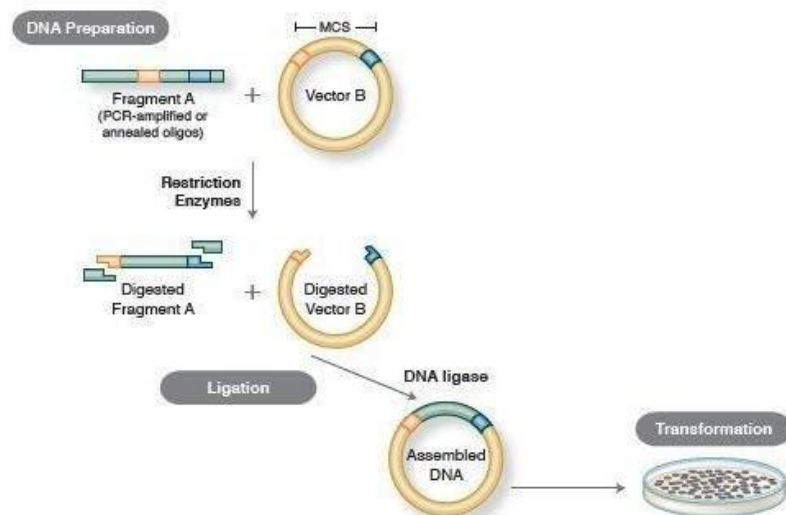 DNA Preparation
MCS
Fragment A
(PCR-amplified or
annealed oligos)
+
Vector B
Restriction
Enzymes
Digested
Fragment A
+
Digested
Vector B
Ligation
DNA ligase
Assembled
DNA
Transformation